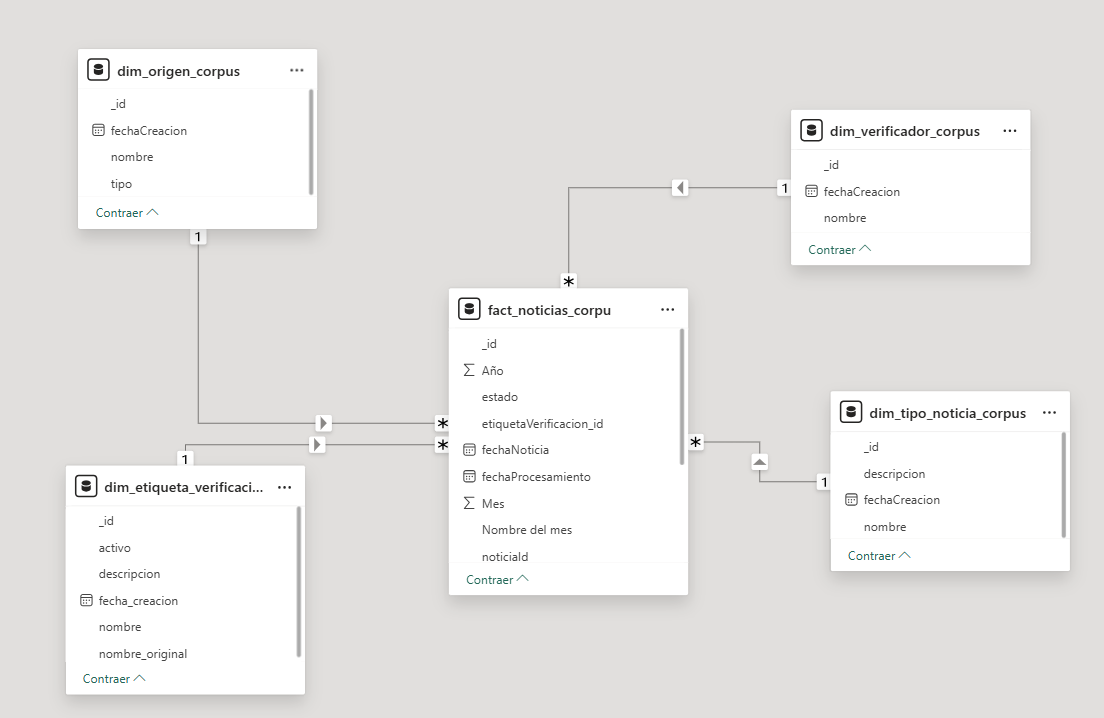 dim_origen_corpus
_id
fechaCreacion
nombre
tipo
Contraer
1
dim_verificador_corpus
_id
fechaCreacion
nombre
Contraer
1
*
fact_noticias_corpu
_id
Año
estado
etiquetaVerificacion_id
fechaNoticia
fechaProcesamiento
Mes
Nombre del mes
noticiaId
Contraer
*
*
*
1
dim_etiqueta_verificaci...
_id
activo
descripcion
fecha_creacion
nombre
nombre_original
Contraer
1
dim_tipo_noticia_corpus
_id
descripcion
fechaCreacion
nombre
Contraer